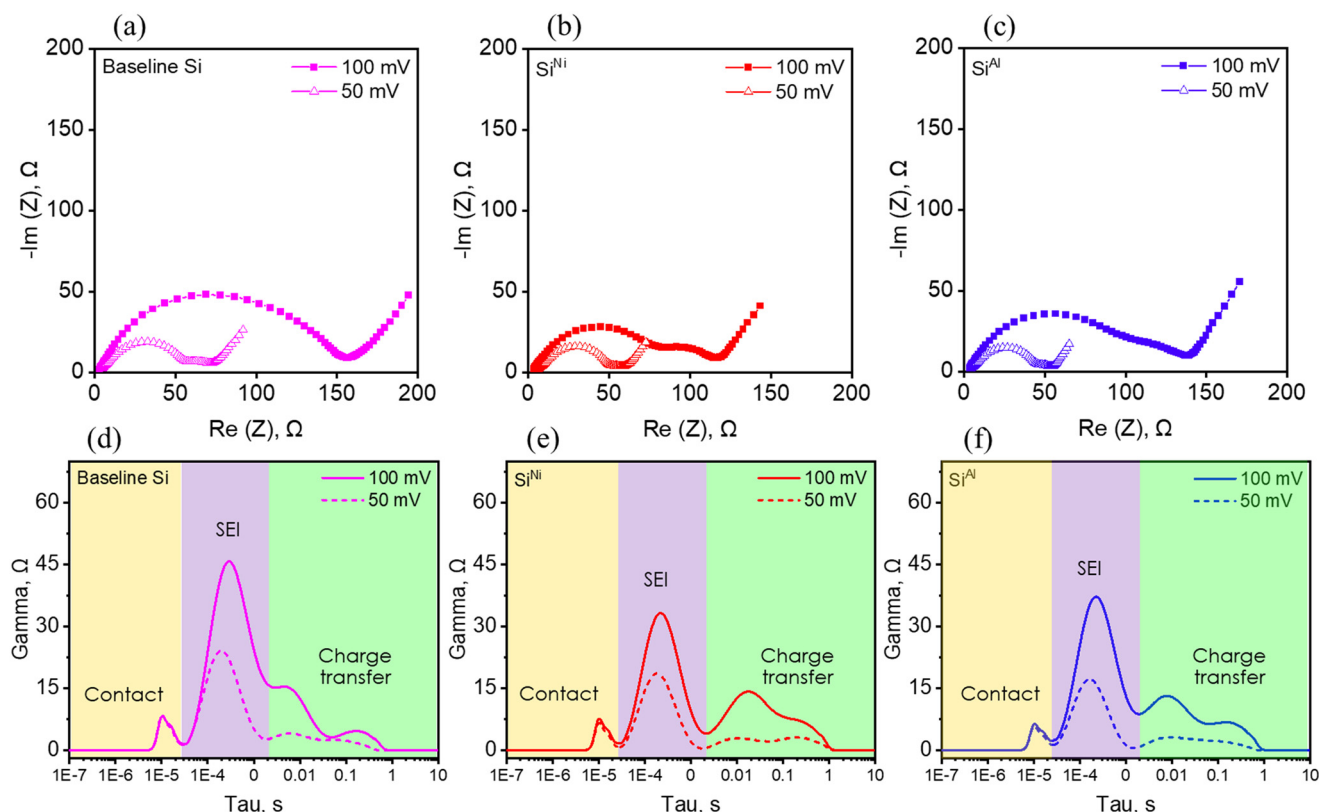 (a)
(b)
(c)
Baseline Si
100 mV
50 mV
Si^Ni
100 mV
50 mV
Si^Al
100 mV
50 mV
-Im (Z), Ω
200
150
100
50
0
0 50 100 150 200
Re (Z), Ω
-Im (Z), Ω
200
150
100
50
0
0 50 100 150 200
Re (Z), Ω
-Im (Z), Ω
200
150
100
50
0
0 50 100 150 200
Re (Z), Ω
(d)
(e)
(f)
Baseline Si
100 mV
50 mV
SEI
Contact
Charge
transfer
Gamma, Ω
60
45
30
15
0
1E-7 1E-6 1E-5 1E-4 0 0.01 0.1 1 10
Tau, s
Si^Ni
100 mV
50 mV
SEI
Contact
Charge
transfer
Gamma, Ω
60
45
30
15
0
1E-7 1E-6 1E-5 1E-4 0 0.01 0.1 1 10
Tau, s
Si^Al
100 mV
50 mV
SEI
Contact
Charge
transfer
Gamma, Ω
60
45
30
15
0
1E-7 1E-6 1E-5 1E-4 0 0.01 0.1 1 10
Tau, s